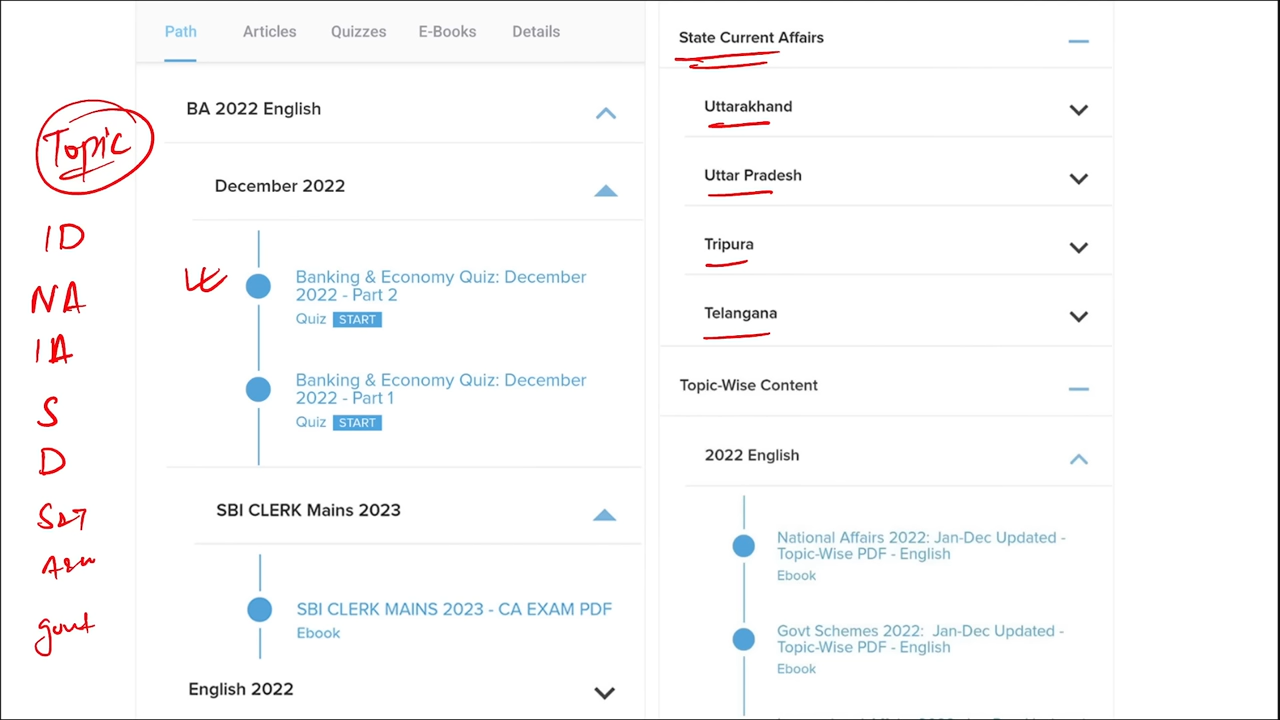 Path Articles Quizzes E-Books Details
BA 2022 English
December 2022
Banking & Economy Quiz: December
2022 - Part 2
Quiz START
Banking & Economy Quiz: December
2022 - Part 1
Quiz START
SBI CLERK Mains 2023
SBI CLERK MAINS 2023 - CA EXAM PDF
Ebook
English 2022
Topic
ID
NA
IA
S
D
S&T
govt
State Current Affairs
Uttarakhand
Uttar Pradesh
Tripura
Telangana
Topic-Wise Content
2022 English
National Affairs 2022: Jan-Dec Updated -
Topic-Wise PDF - English
Ebook
Govt Schemes 2022: Jan-Dec Updated -
Topic-Wise PDF - English
Ebook